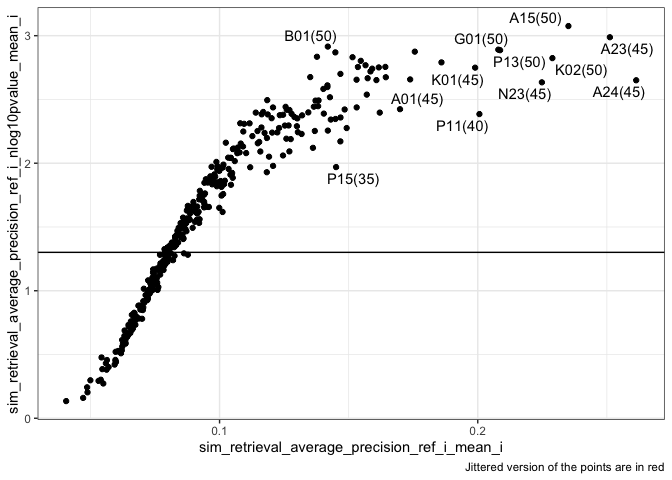 sim_retrieval_average_precision_ref_i_nlog10pvalue_mean_i
3
2
1
0
A15(50)
B01(50)
G01(50)
A23(45)
P13(50)
K02(50)
K01(45)
A01(45)
N23(45)
A24(45)
P11(40)
P15(35)
0.1
0.2
sim_retrieval_average_precision_ref_i_mean_i
Jittered version of the points are in red